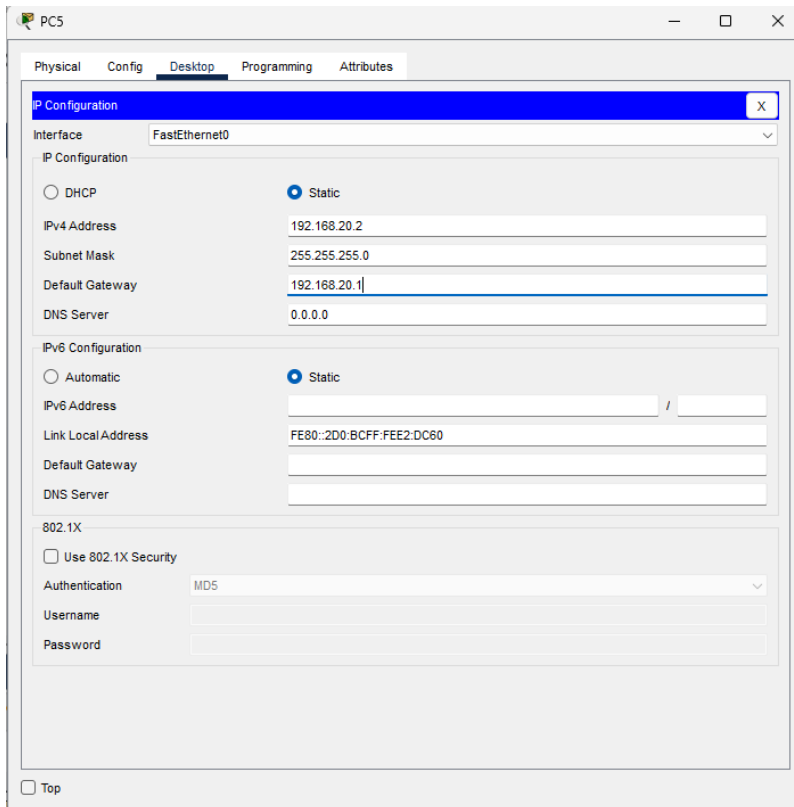 PC5
Physical Config Desktop Programming Attributes
IP Configuration X
Interface FastEthernet0
IP Configuration
DHCP Static
IPv4 Address 192.168.20.2
Subnet Mask 255.255.255.0
Default Gateway 192.168.20.1
DNS Server 0.0.0.0
IPv6 Configuration
Automatic Static
IPv6 Address /
Link Local Address FE80::2D0:BCFF:FEE2:DC60
Default Gateway
DNS Server
802.1X
Use 802.1X Security
Authentication MD5
Username
Password
Top